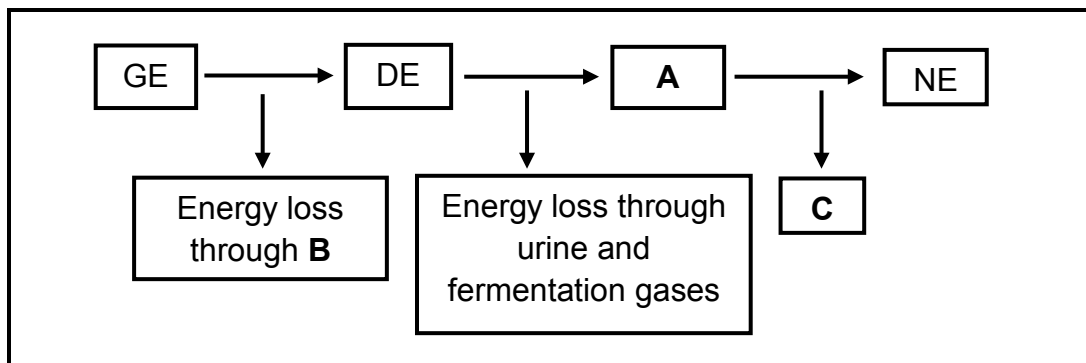 GE
DE
A
NE
Energy loss
through B
Energy loss through
urine and
fermentation gases
C